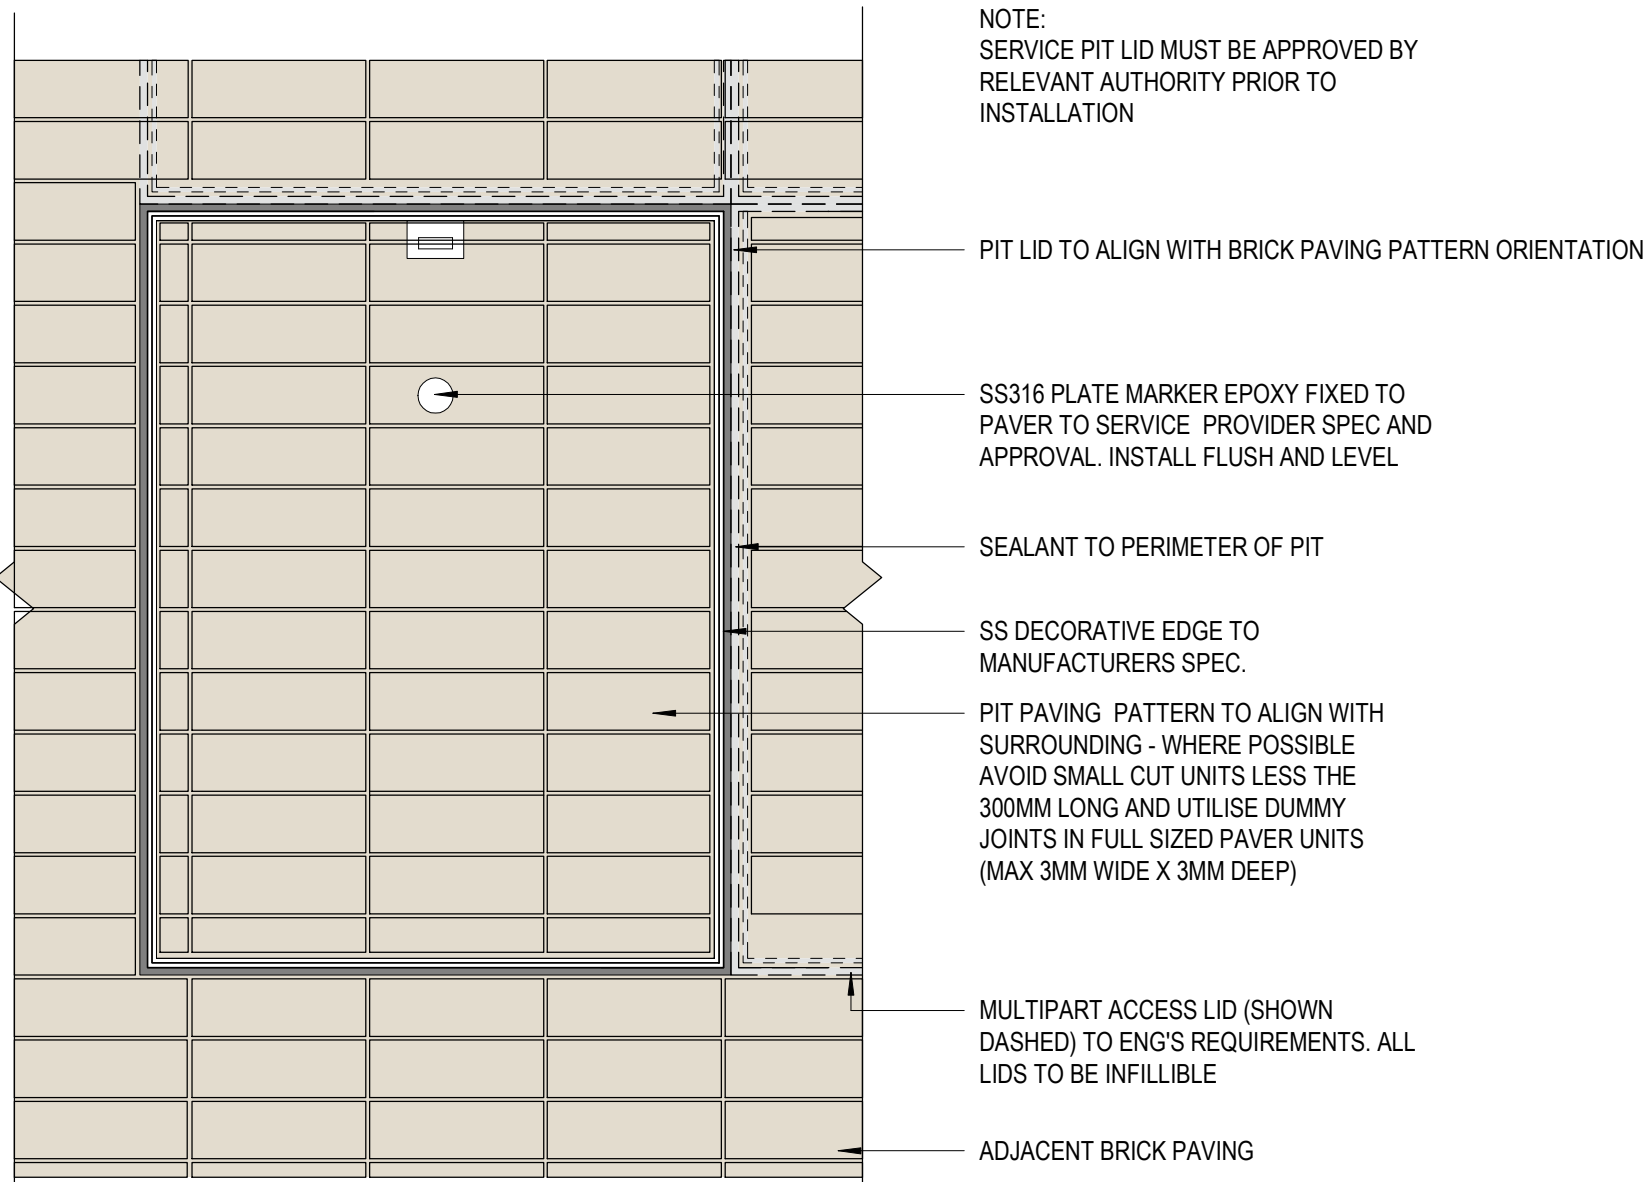 NOTE:
SERVICE PIT LID MUST BE APPROVED BY
RELEVANT AUTHORITY PRIOR TO
INSTALLATION
PIT LID TO ALIGN WITH BRICK PAVING PATTERN ORIENTATION
SS316 PLATE MARKER EPOXY FIXED TO
PAVER TO SERVICE  PROVIDER SPEC AND
APPROVAL. INSTALL FLUSH AND LEVEL
SEALANT TO PERIMETER OF PIT
SS DECORATIVE EDGE TO
MANUFACTURERS SPEC.
PIT PAVING  PATTERN TO ALIGN WITH
SURROUNDING - WHERE POSSIBLE
AVOID SMALL CUT UNITS LESS THE
300MM LONG AND UTILISE DUMMY
JOINTS IN FULL SIZED PAVER UNITS
(MAX 3MM WIDE X 3MM DEEP)
MULTIPART ACCESS LID (SHOWN
DASHED) TO ENG'S REQUIREMENTS. ALL
LIDS TO BE INFILLIBLE
ADJACENT BRICK PAVING